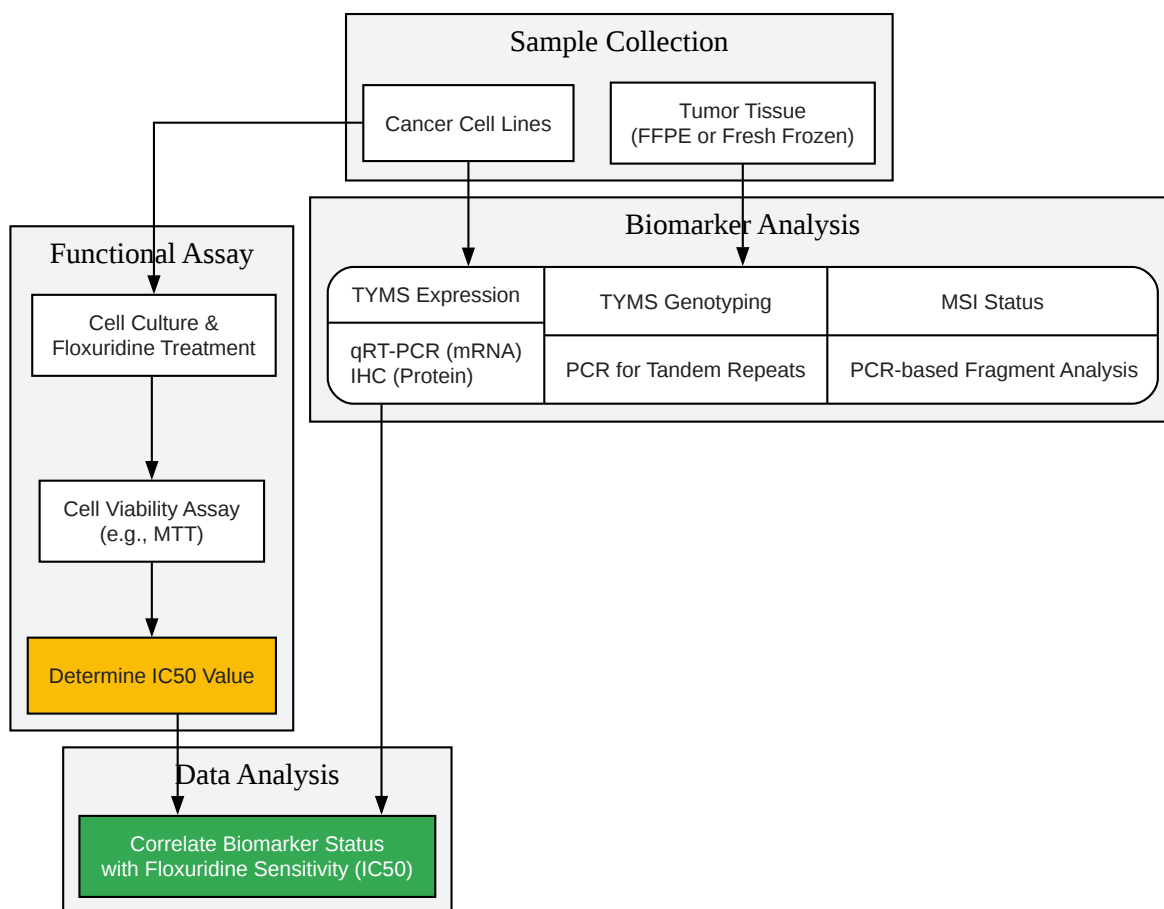 Sample Collection
Cancer Cell Lines
Tumor Tissue
(FFPE or Fresh Frozen)
Biomarker Analysis
TYMS Expression
qRT-PCR (mRNA)
IHC (Protein)
TYMS Genotyping
PCR for Tandem Repeats
MSI Status
PCR-based Fragment Analysis
Functional Assay
Cell Culture &
Floxuridine Treatment
Cell Viability Assay
(e.g., MTT)
Determine IC50 Value
Data Analysis
Correlate Biomarker Status
with Floxuridine Sensitivity (IC50)